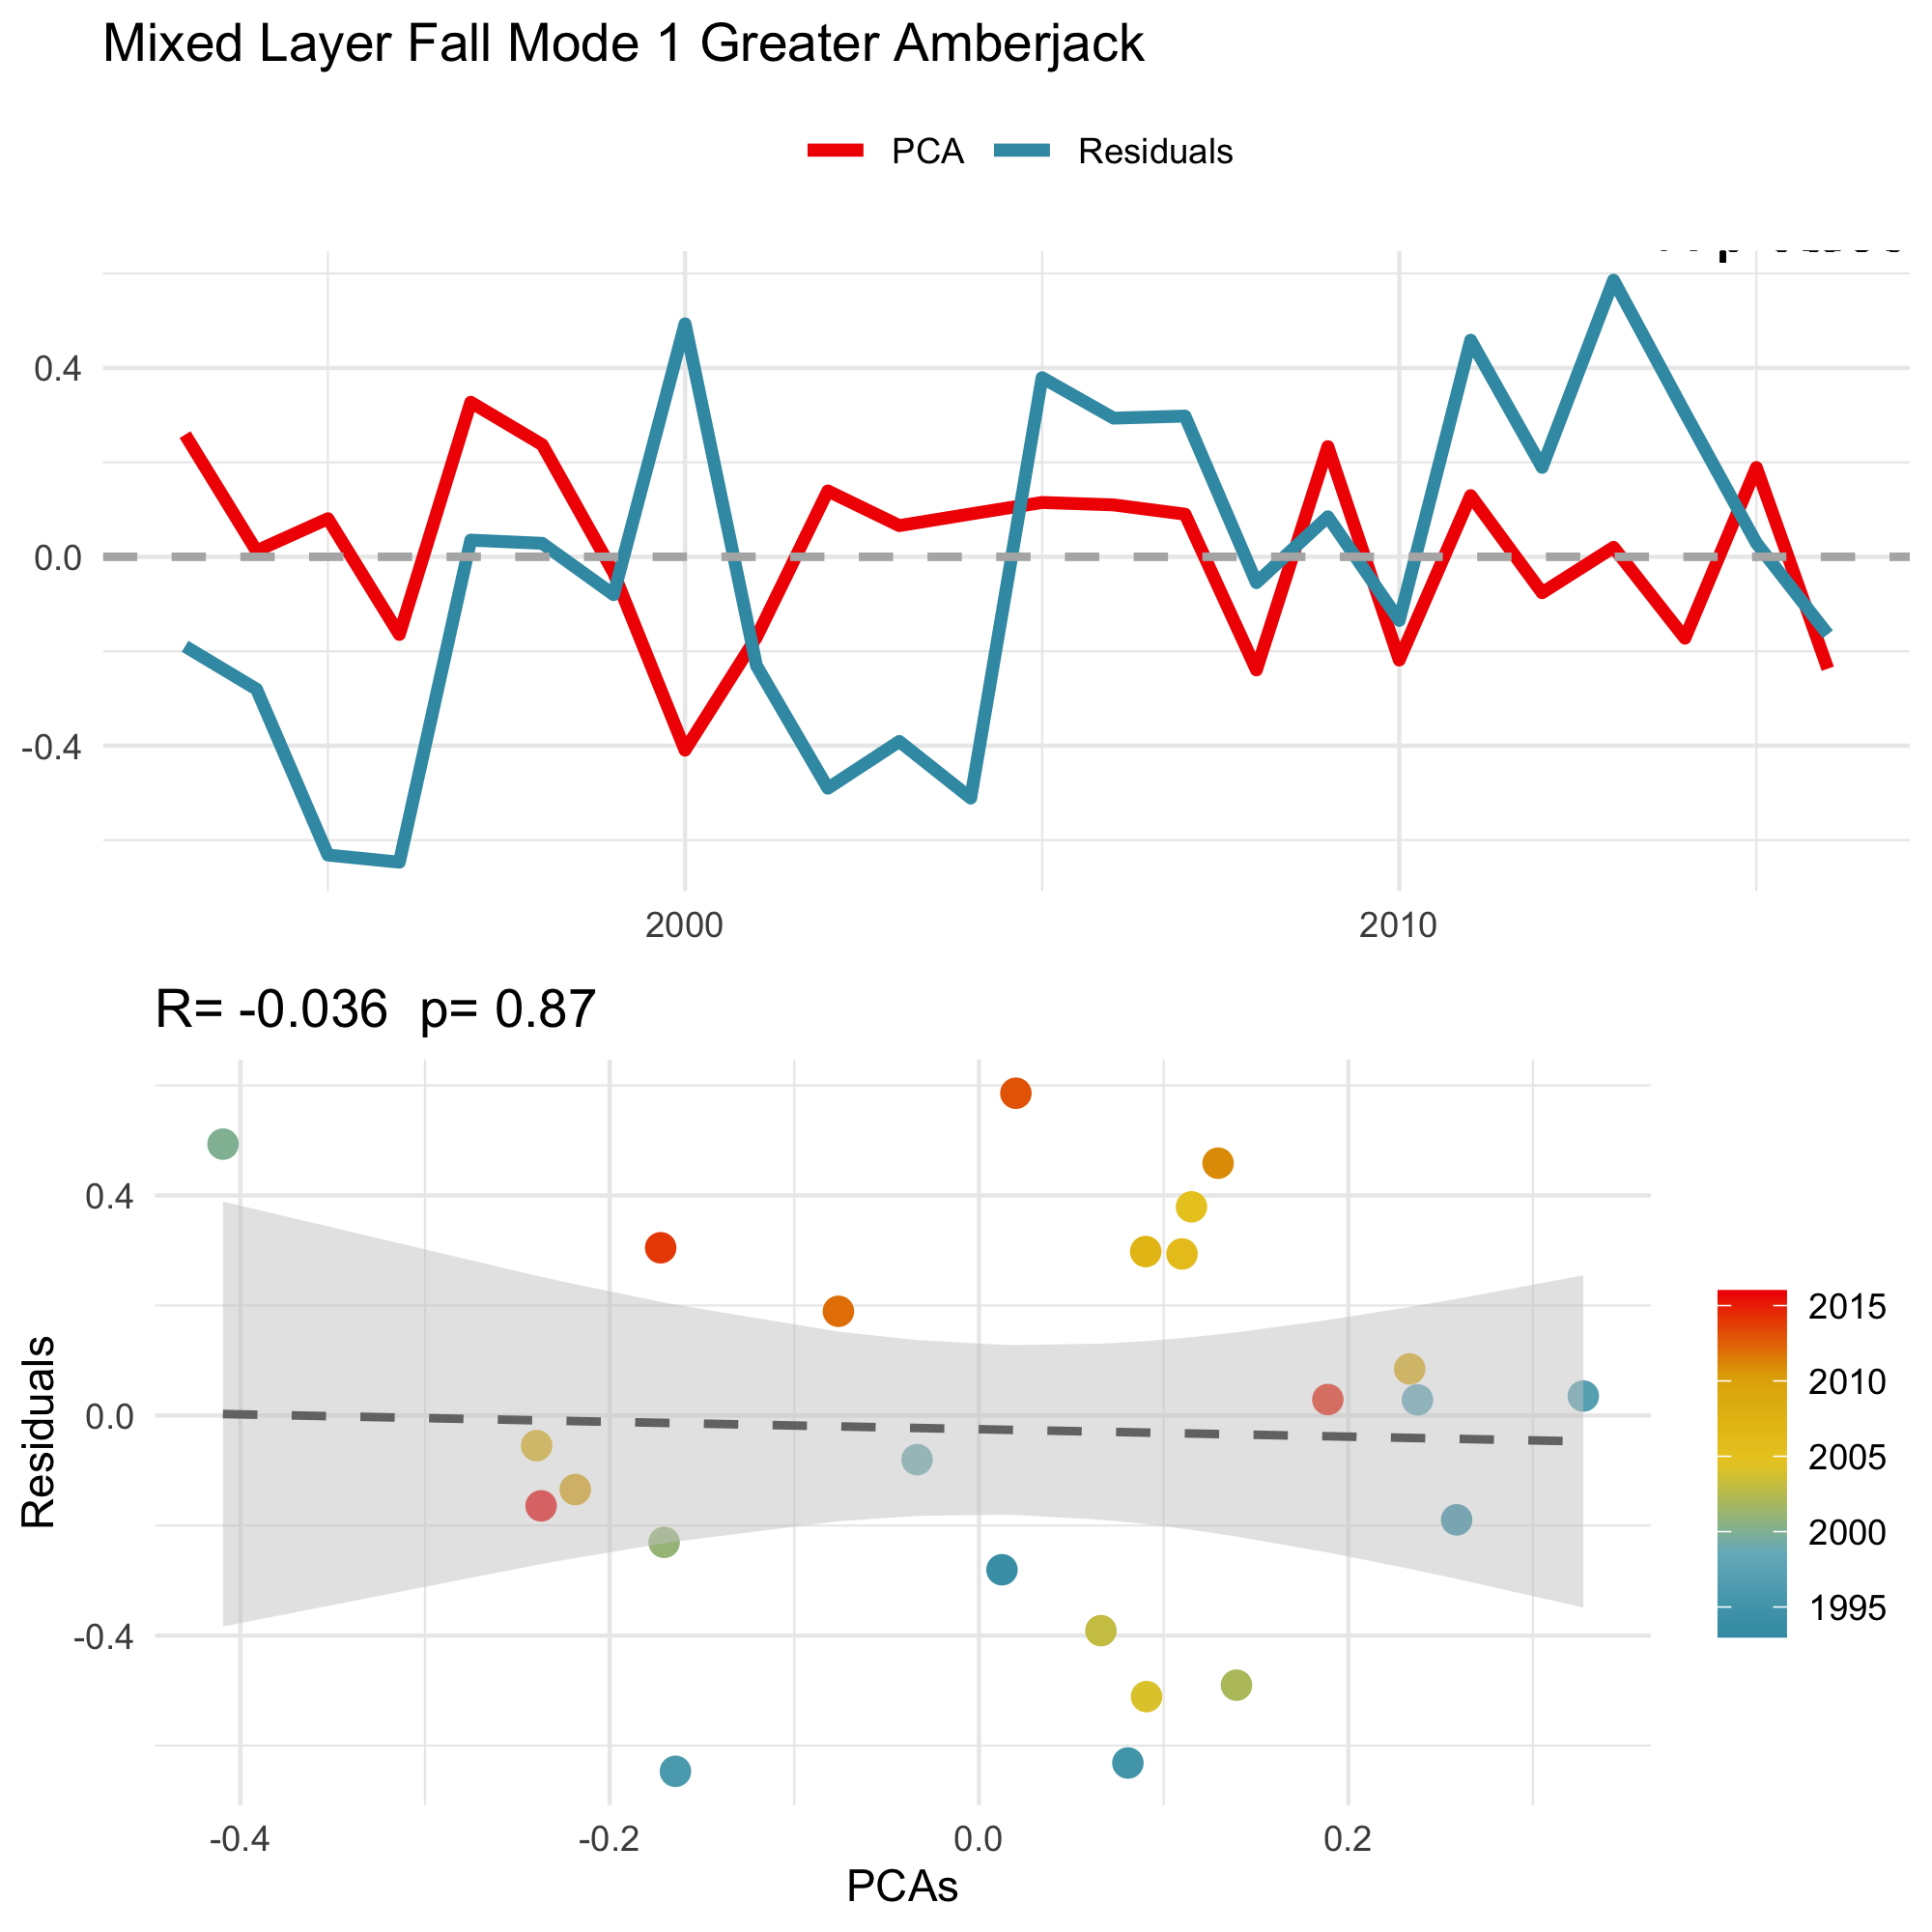 Mixed Layer Fall Mode 1 Greater Amberjack
PCA Residuals
0.4
0.0
-0.4
2000 2010
R= -0.036 p= 0.87
Residuals
0.4
0.0
-0.4
-0.4 -0.2 0.0 0.2
PCAs
2015
2010
2005
2000
1995